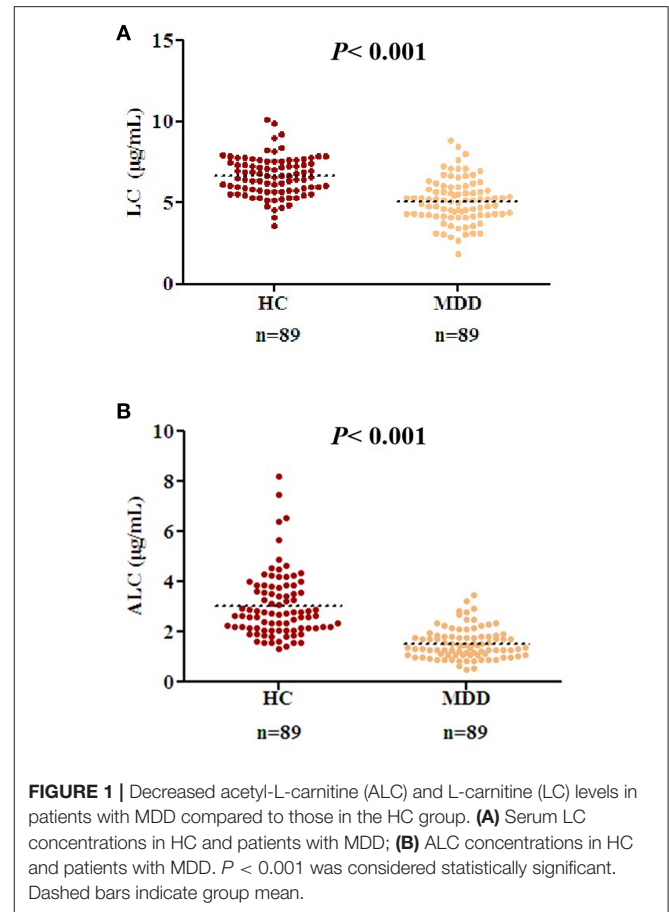 A
P< 0.001
15
10
5
0
LC (µg/mL)
HC
MDD
n=89
n=89
B
P< 0.001
10
8
6
4
2
0
ALC (µg/mL)
HC
MDD
n=89
n=89
FIGURE 1 | Decreased acetyl-L-carnitine (ALC) and L-carnitine (LC) levels in
patients with MDD compared to those in the HC group. (A) Serum LC
concentrations in HC and patients with MDD; (B) ALC concentrations in HC
and patients with MDD. P < 0.001 was considered statistically significant.
Dashed bars indicate group mean.